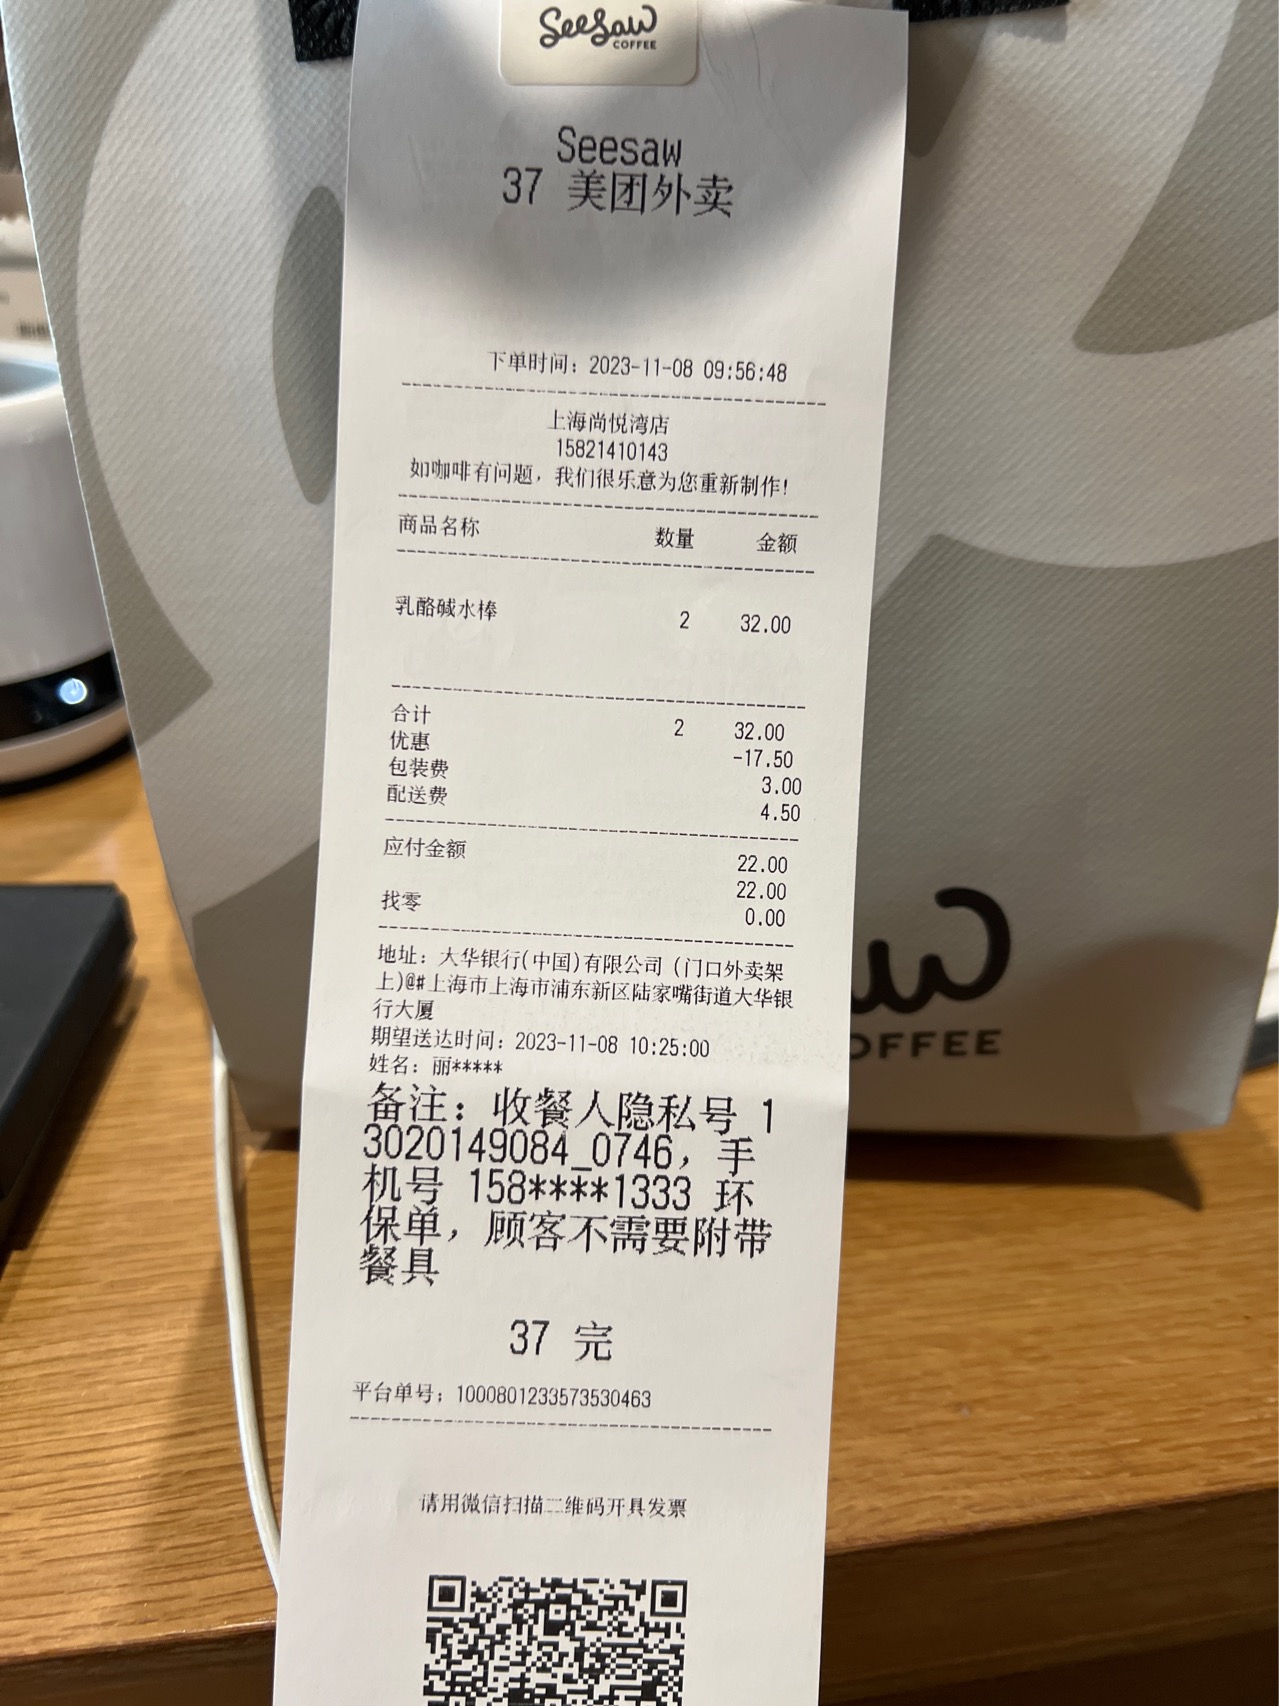 Seesaw
COFFEE
Seesaw
37 美团外卖
下单时间：2023-11-08 09:56:48
上海尚悦湾店
15821410143
如咖啡有问题，我们很乐意为您重新制作!
商品名称 数量 金额
乳酪碱水棒 2 32.00
合计 2 32.00
优惠 -17.50
包装费 3.00
配送费 4.50
应付金额 22.00
22.00
找零 0.00
地址：大华银行(中国)有限公司 (门口外卖架
上)@#上海市上海市浦东新区陆家嘴街道大华银
行大厦
期望送达时间：2023-11-08 10:25:00
姓名：丽*****
备注：收餐人隐私号 1
3020149084_0746，手
机号 158****1333 环
保单，顾客不需要附带
餐具
37 完
平台单号：1000801233573530463
请用微信扫描二维码开具发票
aw
OFFEE